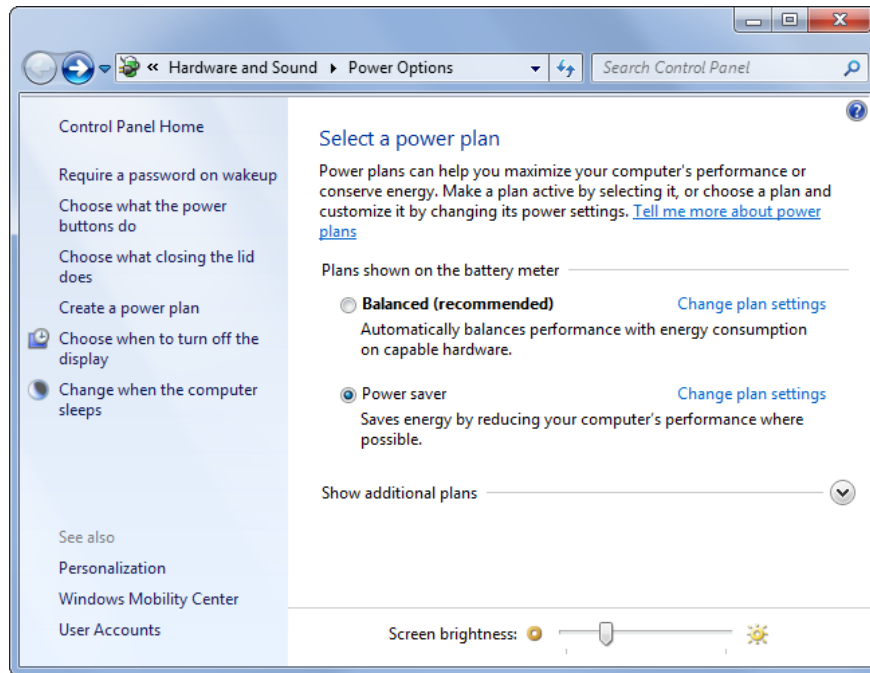 « Hardware and Sound ▸ Power Options
Search Control Panel
Control Panel Home
Require a password on wakeup
Choose what the power
buttons do
Choose what closing the lid
does
Create a power plan
Choose when to turn off the
display
Change when the computer
sleeps
See also
Personalization
Windows Mobility Center
User Accounts
Select a power plan
Power plans can help you maximize your computer's performance or
conserve energy. Make a plan active by selecting it, or choose a plan and
customize it by changing its power settings. Tell me more about power
plans
Plans shown on the battery meter
Balanced (recommended) Change plan settings
Automatically balances performance with energy consumption
on capable hardware.
Power saver Change plan settings
Saves energy by reducing your computer's performance where
possible.
Show additional plans
Screen brightness: